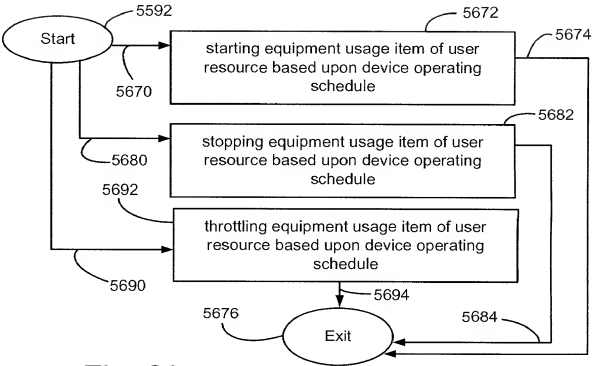 5592
Start
5672
starting equipment usage item of user
resource based upon device operating
schedule
5674
5670
5682
stopping equipment usage item of user
resource based upon device operating
schedule
5680
5692
throttling equipment usage item of user
resource based upon device operating
schedule
5690
5694
5676
Exit
5684